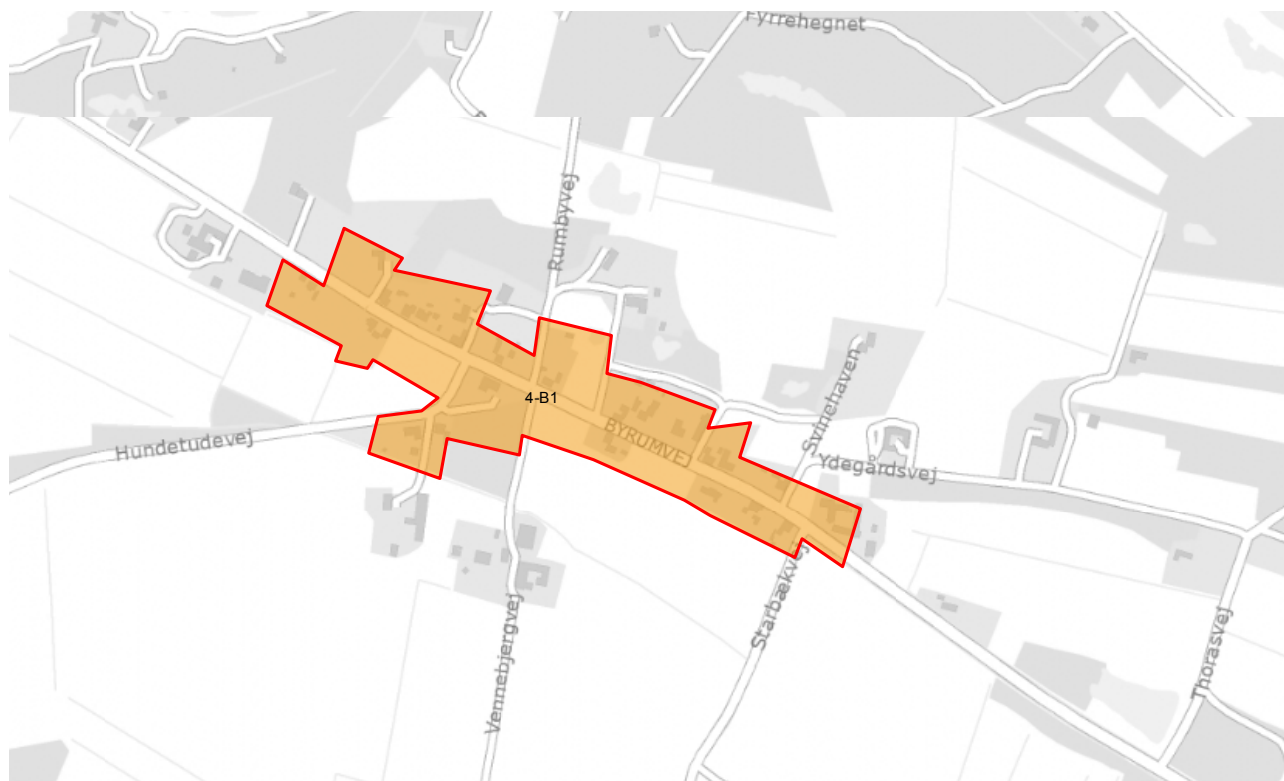 Fyrrehegnet
Rumbyvej
Svinehaven
4-B1
BYRUMVEJ
Hundetudevej
Ydegårdsvej
Starbækvej
Vennebjergvej
Thorasvej